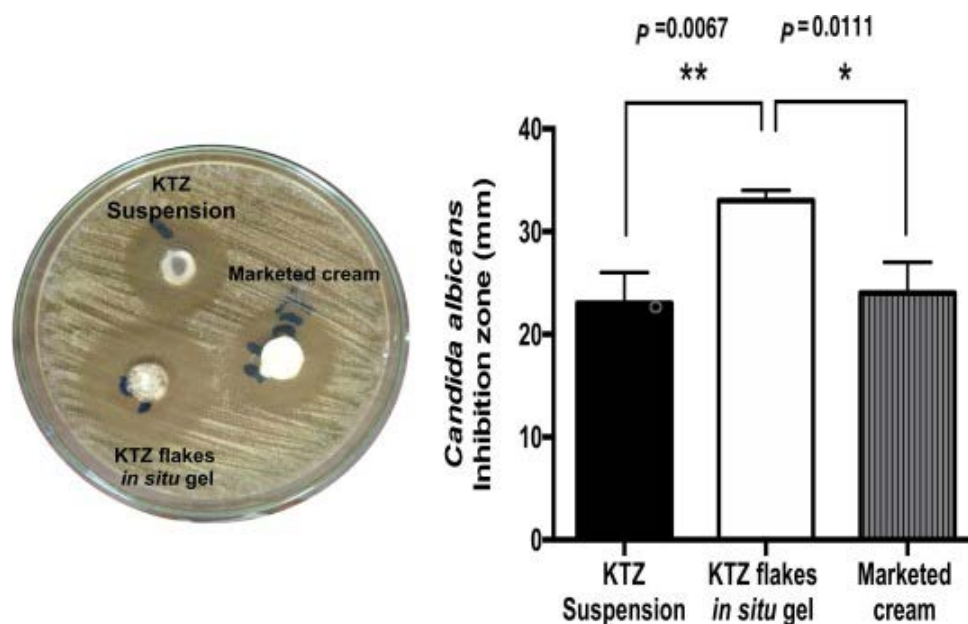 KTZ
Suspension
Marketed cream
KTZ flakes
in situ gel
P=0.0067
P=0.0111
**
*
Candida albicans
Inhibition zone (mm)
40
30
20
10
0
KTZ
Suspension
KTZ flakes
in situ gel
Marketed
cream